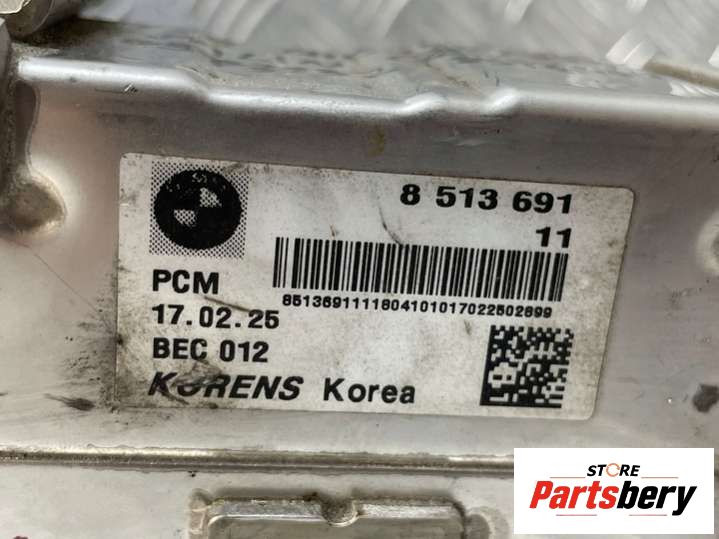 8 513 691
11
8513691111804101017022502899
PCM
17.02.25
BEC 012
KORENS Korea
STORE
Partsbery